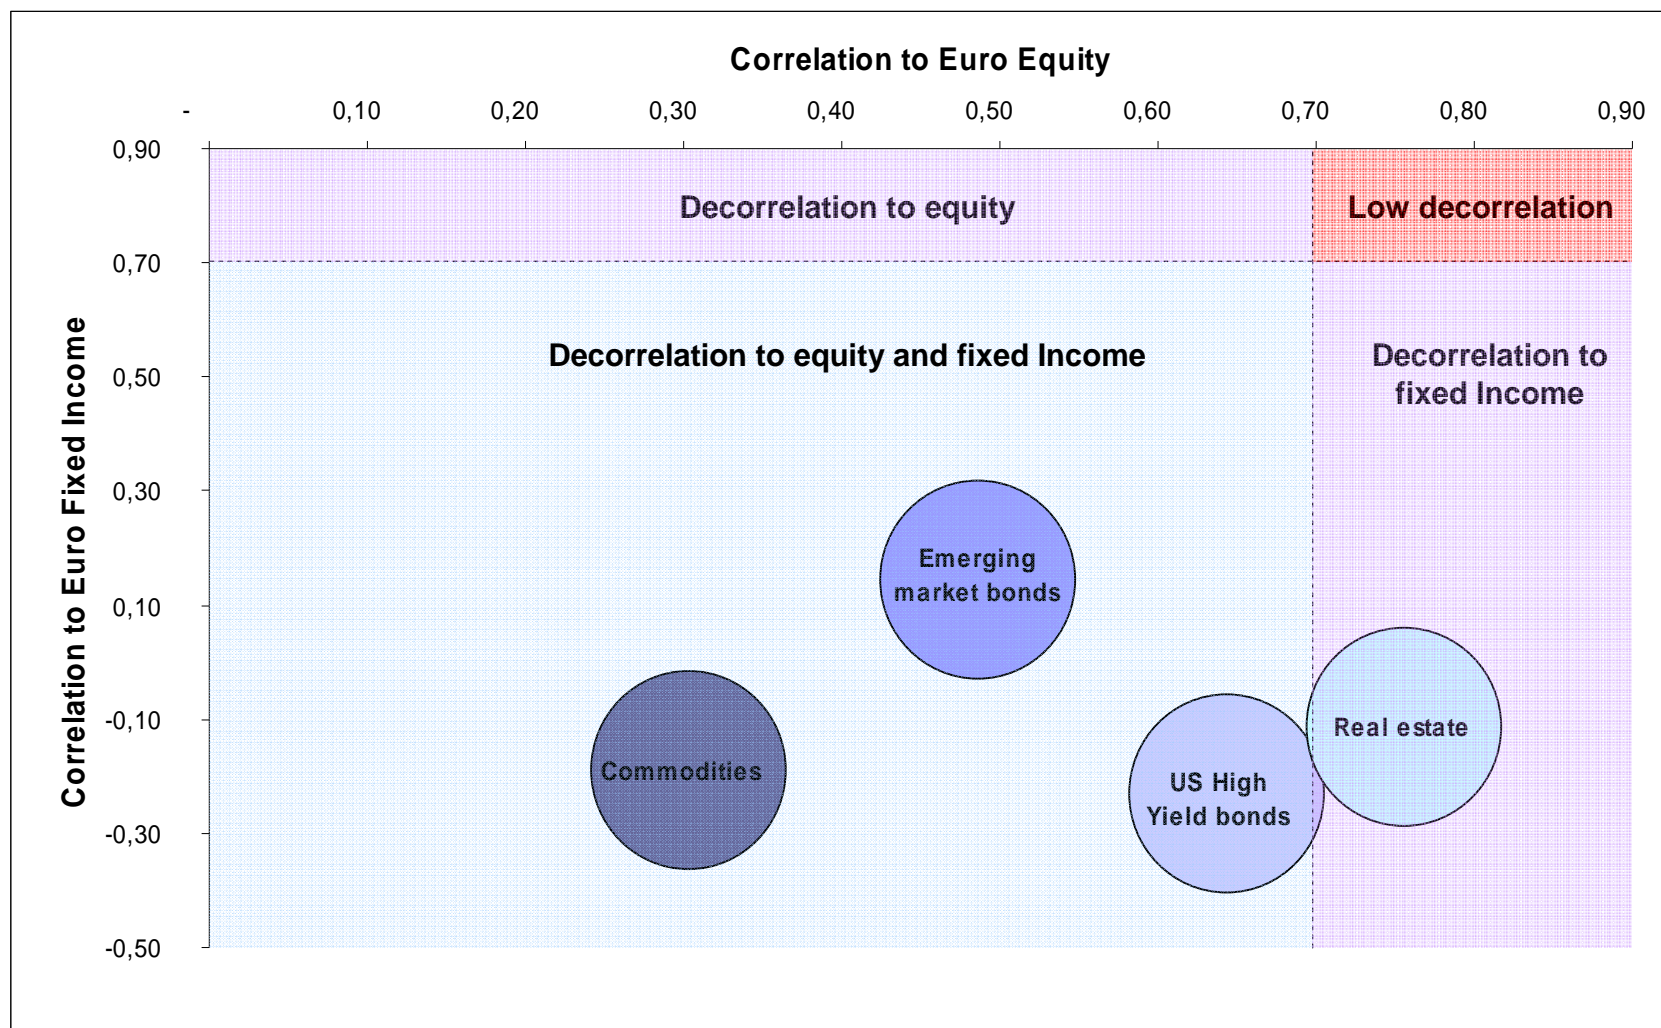 Correlation to Euro Equity
- 0,10 0,20 0,30 0,40 0,50 0,60 0,70 0,80 0,90
0,90
Decorrelation to equity
Low decorrelation
0,70
Decorrelation to equity and fixed Income
Decorrelation to
fixed Income
0,50
Correlation to Euro Fixed Income
0,30
Emerging
market bonds
0,10
-0,10
Real estate
Commodities
US High
Yield bonds
-0,30
-0,50